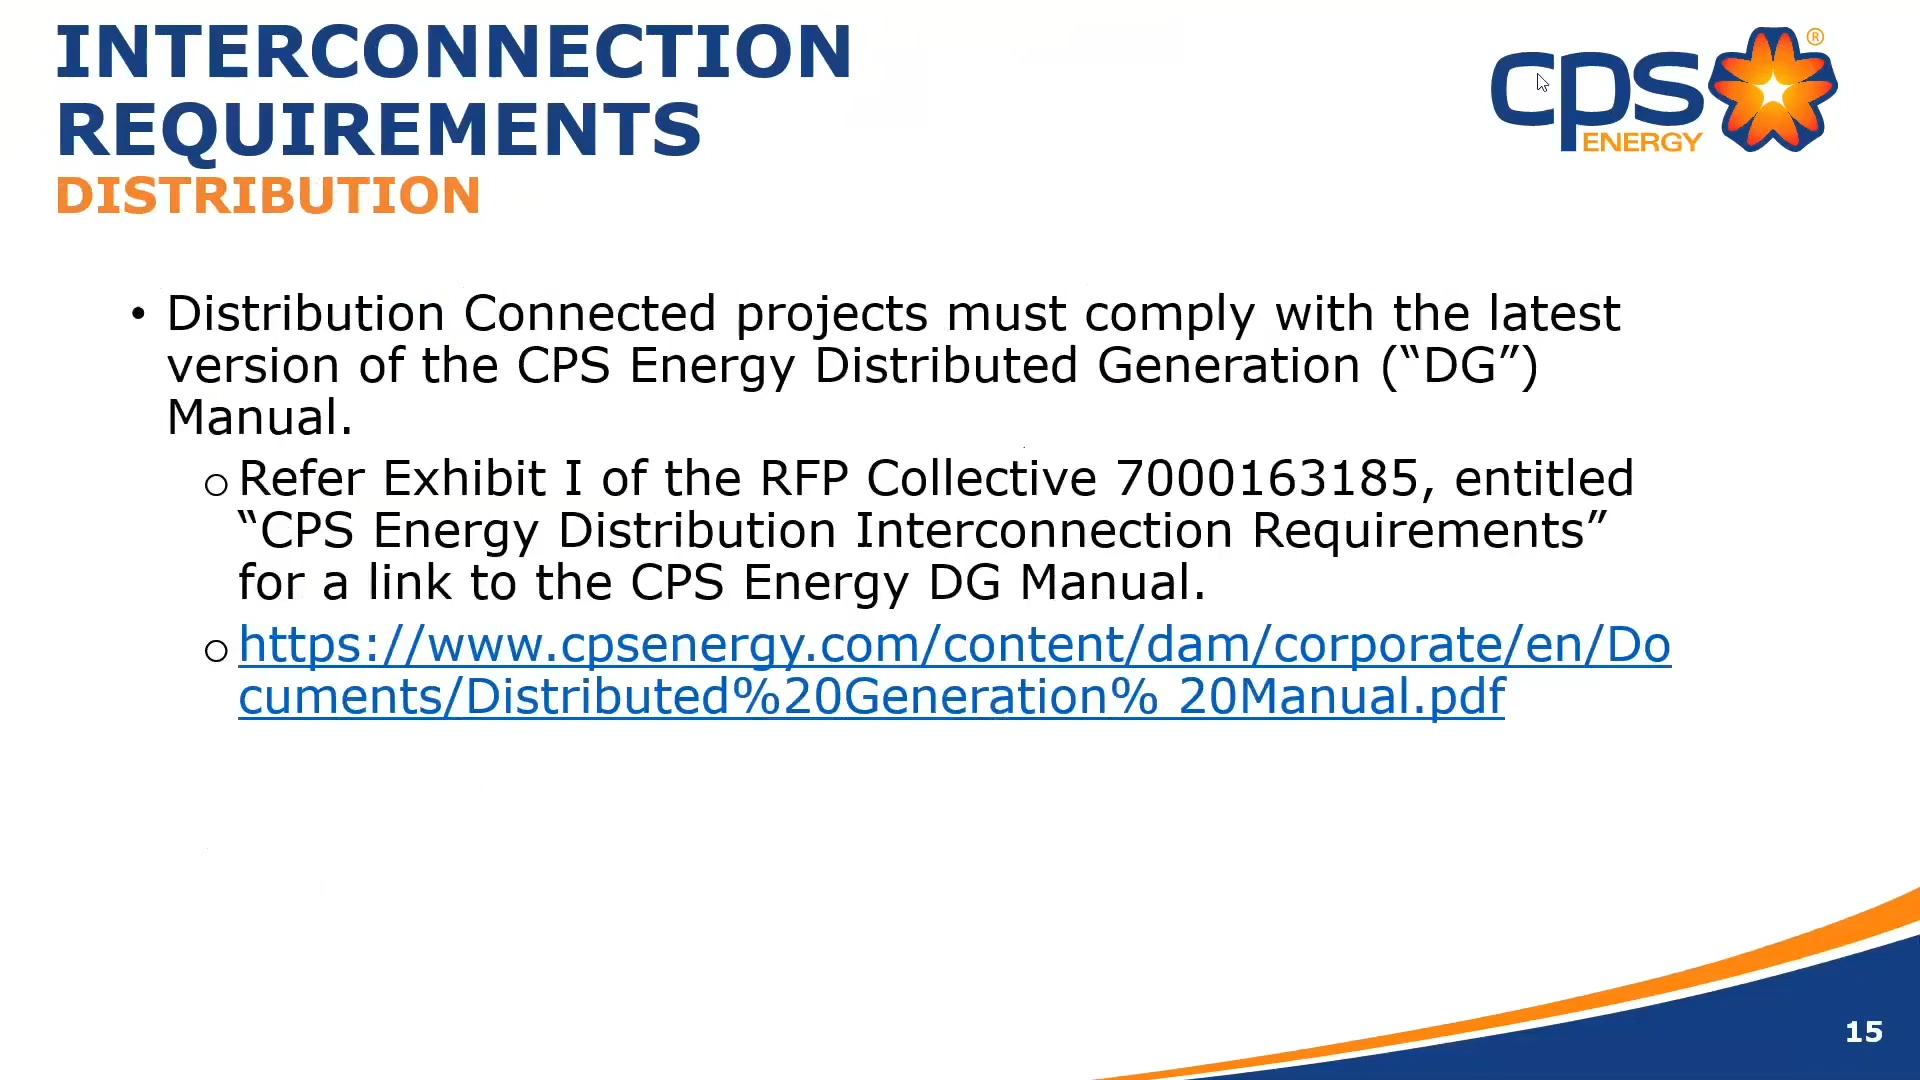 INTERCONNECTION
REQUIREMENTS
DISTRIBUTION
cps
ENERGY
®
• Distribution Connected projects must comply with the latest
version of the CPS Energy Distributed Generation (“DG”)
Manual.
o Refer Exhibit I of the RFP Collective 7000163185, entitled
“CPS Energy Distribution Interconnection Requirements”
for a link to the CPS Energy DG Manual.
o https://www.cpsenergy.com/content/dam/corporate/en/Do
cuments/Distributed%20Generation% 20Manual.pdf
15